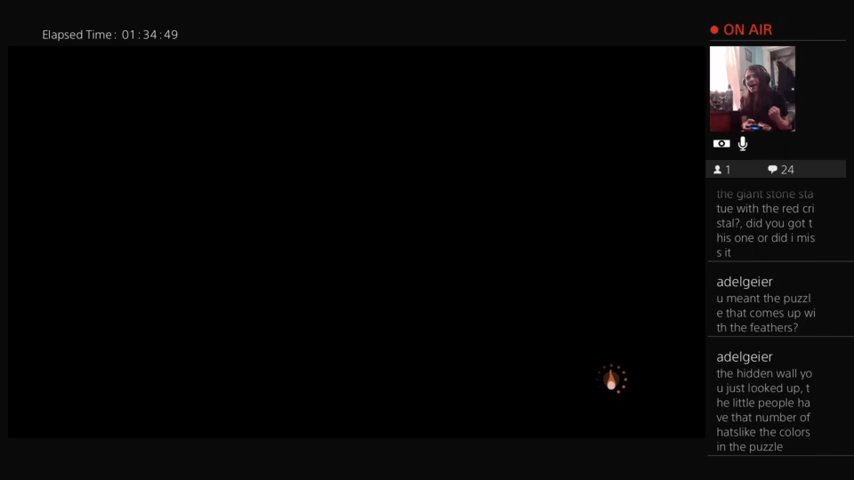 Elapsed Time: 01:34:49
ON AIR
1 24
the giant stone sta
tue with the red cri
stal?, did you got t
his one or did i mis
s it
adelgeier
u meant the puzzl
e that comes up wi
th the feathers?
adelgeier
the hidden wall yo
u just looked up, t
he little people ha
ve that number of
hatslike the colors
in the puzzle